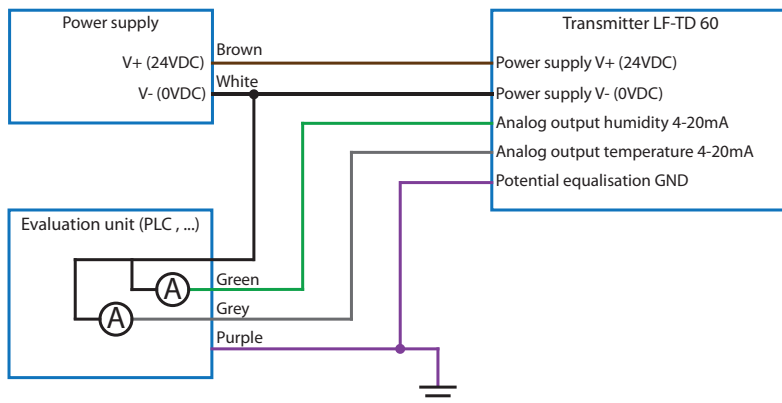 Power supply
V+ (24VDC)
V- (0VDC)
Brown
White
Transmitter LF-TD 60
Power supply V+ (24VDC)
Power supply V- (0VDC)
Analog output humidity 4-20mA
Analog output temperature 4-20mA
Potential equalisation GND
Evaluation unit (PLC , ...)
A
Green
A
Grey
Purple